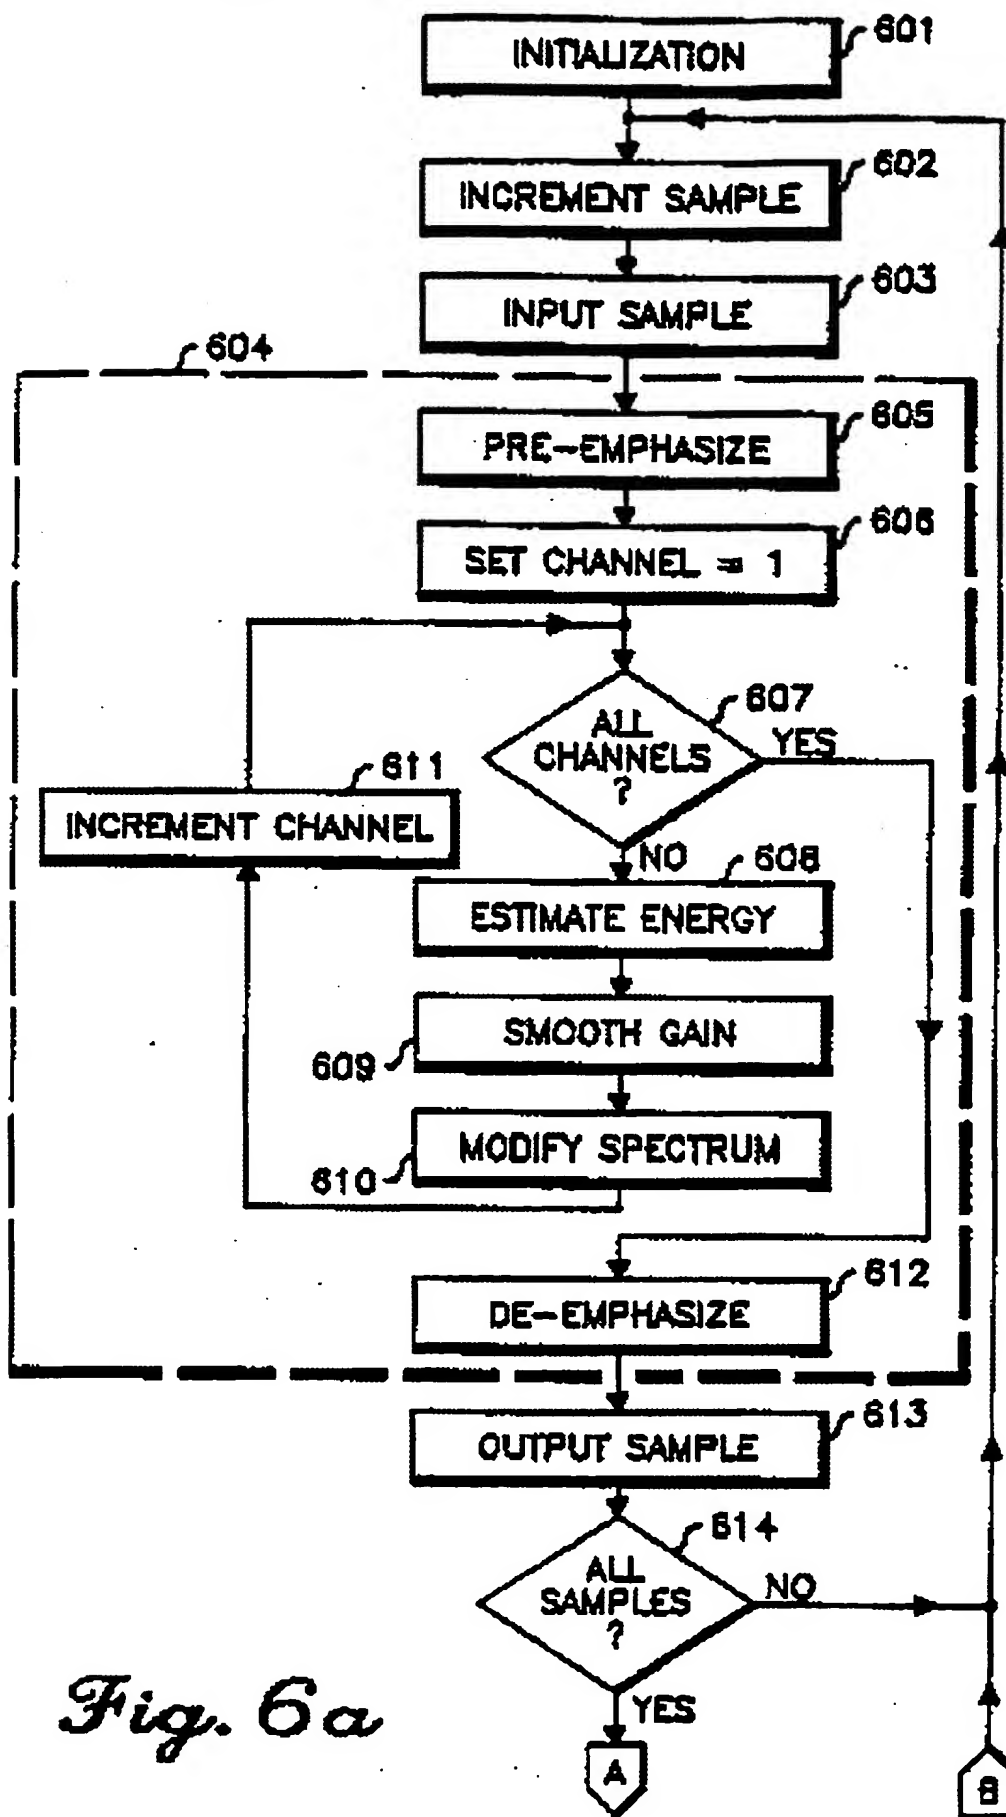 INITIALIZATION
601
INCREMENT SAMPLE
602
INPUT SAMPLE
603
604
PRE-EMPHASIZE
605
SET CHANNEL = 1
606
ALL
CHANNELS
?
607
YES
NO
611
INCREMENT CHANNEL
608
ESTIMATE ENERGY
SMOOTH GAIN
609
MODIFY SPECTRUM
610
DE-EMPHASIZE
612
OUTPUT SAMPLE
613
ALL
SAMPLES
?
614
NO
YES
A
B
Fig. 6a